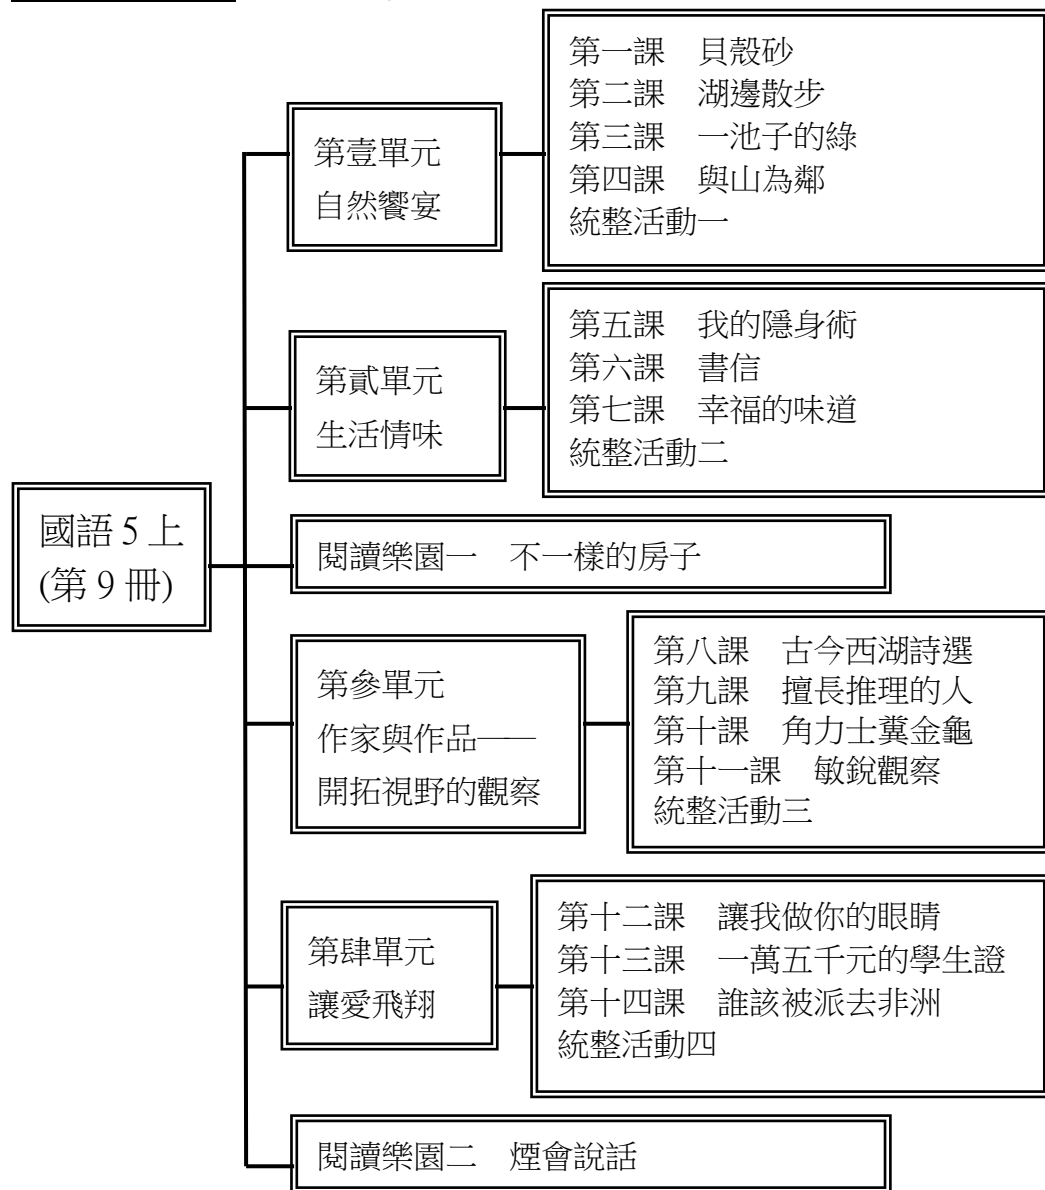 國語 5 上
(第 9 冊)
第壹單元
自然饗宴
第一課　貝殼砂
第二課　湖邊散步
第三課　一池子的綠
第四課　與山為鄰
統整活動一
第貳單元
生活情味
第五課　我的隱身術
第六課　書信
第七課　幸福的味道
統整活動二
閱讀樂園一　不一樣的房子
第參單元
作家與作品——
開拓視野的觀察
第八課　古今西湖詩選
第九課　擅長推理的人
第十課　角力士糞金龜
第十一課　敏銳觀察
統整活動三
第肆單元
讓愛飛翔
第十二課　讓我做你的眼睛
第十三課　一萬五千元的學生證
第十四課　誰該被派去非洲
統整活動四
閱讀樂園二　煙會說話